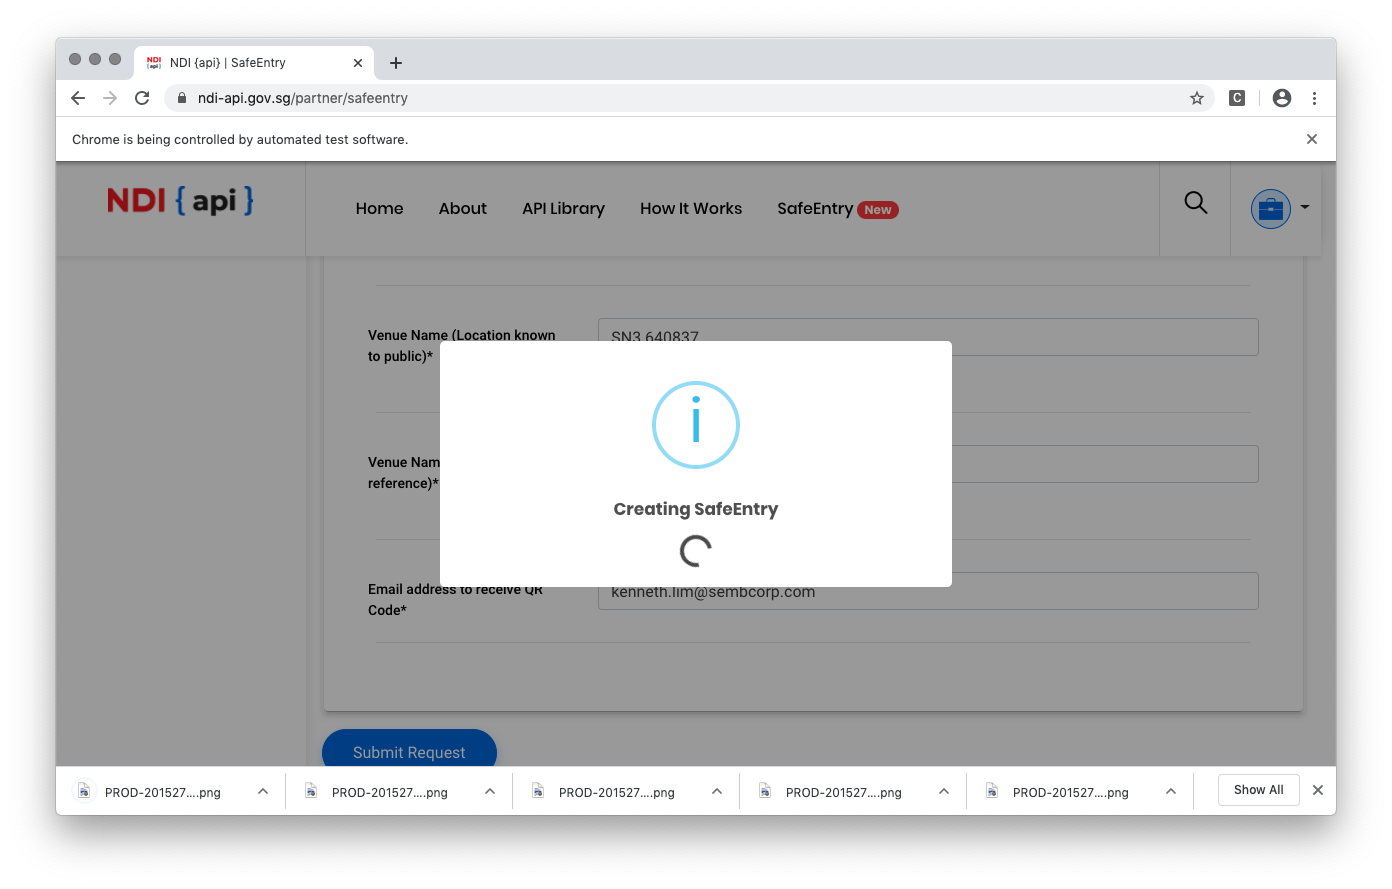 NDI {api} | SafeEntry
ndi-api.gov.sg/partner/safeentry
C
Chrome is being controlled by automated test software.
NDI { api }
Home
About
API Library
How It Works
SafeEntry New
Venue Name (Location known
to public)*
SN3 640837
i
Creating SafeEntry
Venue Nam
reference)*
Email address to receive QR
Code*
kenneth.lim@sembcorp.com
Submit Request
PROD-201527....png
PROD-201527....png
PROD-201527....png
PROD-201527....png
PROD-201527....png
Show All